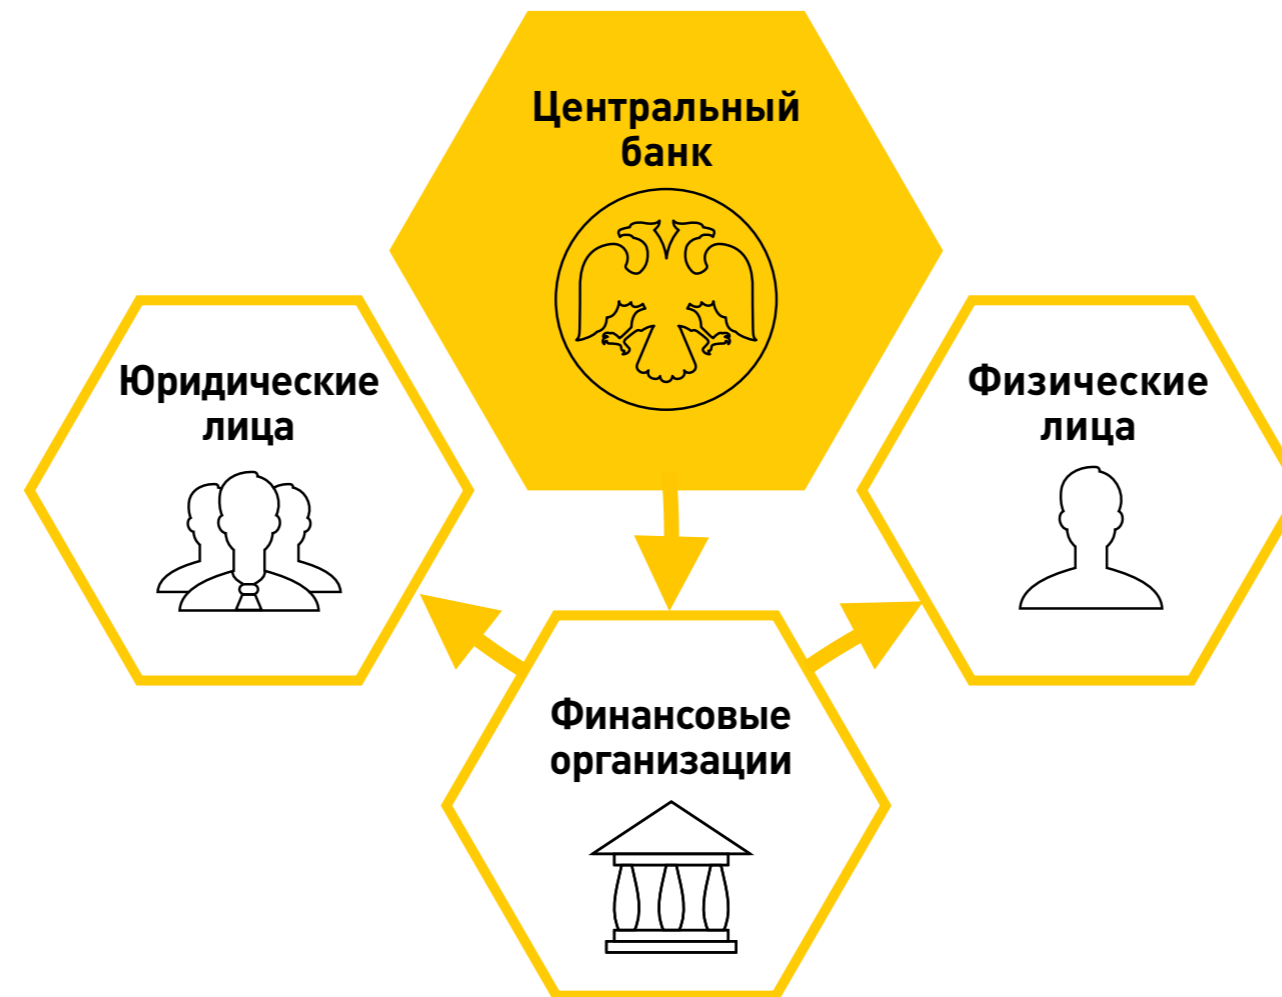 Центральный
банк
Юридические
лица
Физические
лица
Финансовые
организации